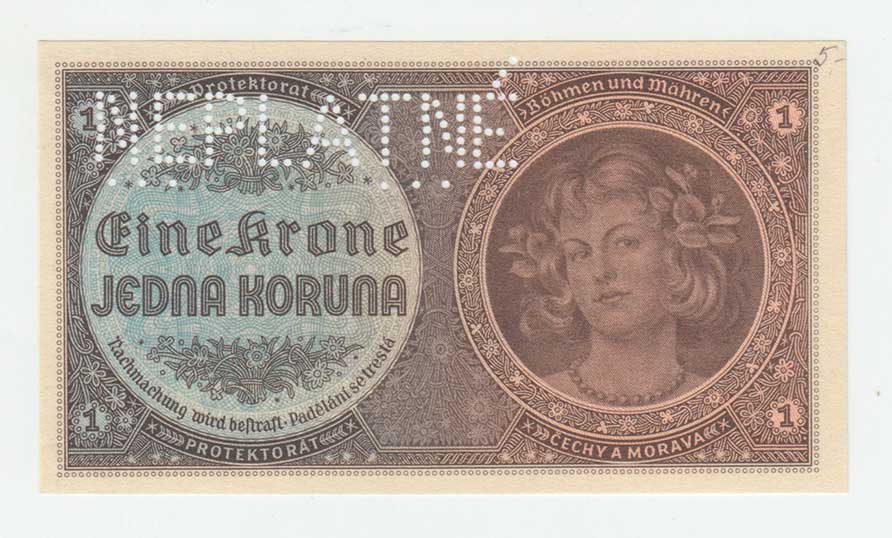 5.-
NEPLATNÉ
Protektorat
Böhmen und Mähren
1
1
Eine Krone
JEDNA KORUNA
Nachmachung wird bestraft · Padělání se trestá
1
1
PROTEKTORÁT
ČECHY A MORAVA